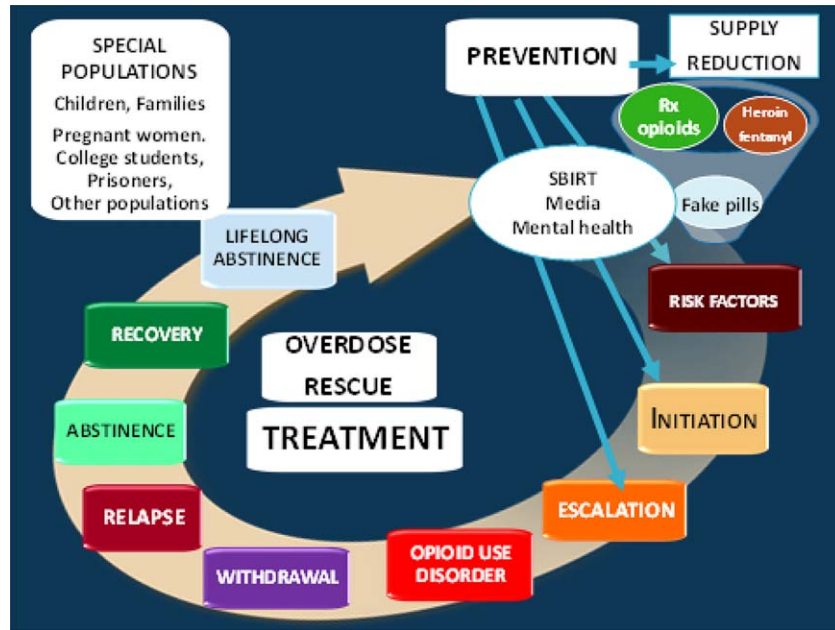 SPECIAL
POPULATIONS
Children, Families
Pregnant women.
College students,
Prisoners,
Other populations
PREVENTION
SUPPLY
REDUCTION
Rx
opioids
Heroin
fentanyl
Fake pills
SBIRT
Media
Mental health
RISK FACTORS
INITIATION
ESCALATION
OPIOID USE
DISORDER
WITHDRAWAL
RELAPSE
ABSTINENCE
RECOVERY
LIFELONG
ABSTINENCE
OVERDOSE
RESCUE
TREATMENT